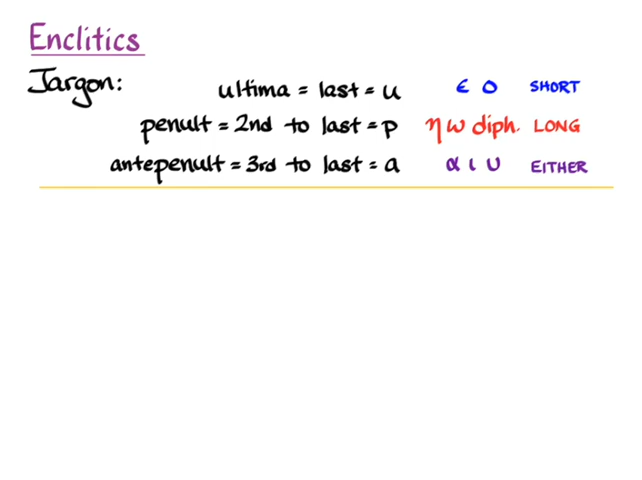 Enclitics
Jargon: ultima = last = u ε ο SHORT
penult = 2nd to last = p η ω diph. LONG
antepenult = 3rd to last = a α ι υ EITHER